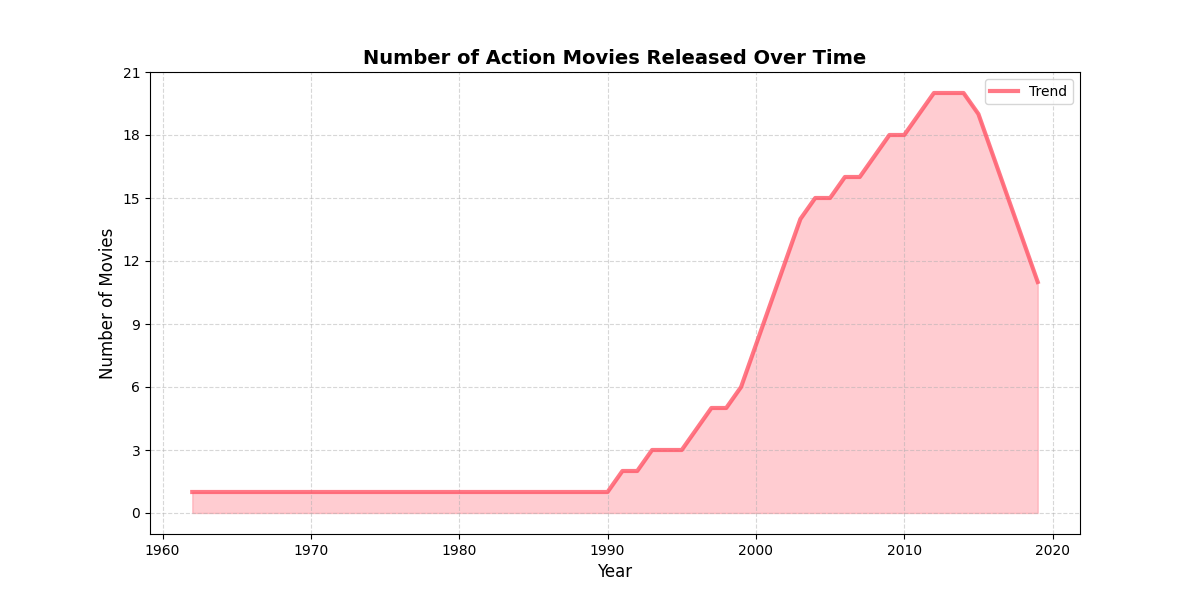 Number of Action Movies Released Over Time
Trend
21
18
15
12
9
6
3
0
Number of Movies
1960 1970 1980 1990 2000 2010 2020
Year